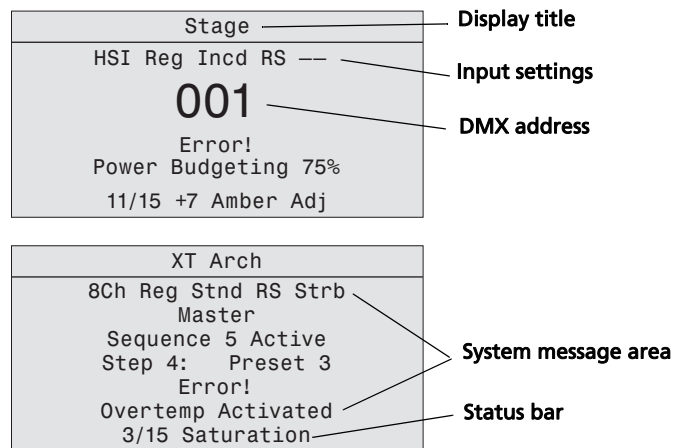 Stage
Display title
HSI Reg Incd RS ––
Input settings
001
DMX address
Error!
Power Budgeting 75%
11/15 +7 Amber Adj
XT Arch
8Ch Reg Stnd RS Strb
Master
Sequence 5 Active
Step 4: Preset 3
System message area
Error!
Overtemp Activated
Status bar
3/15 Saturation